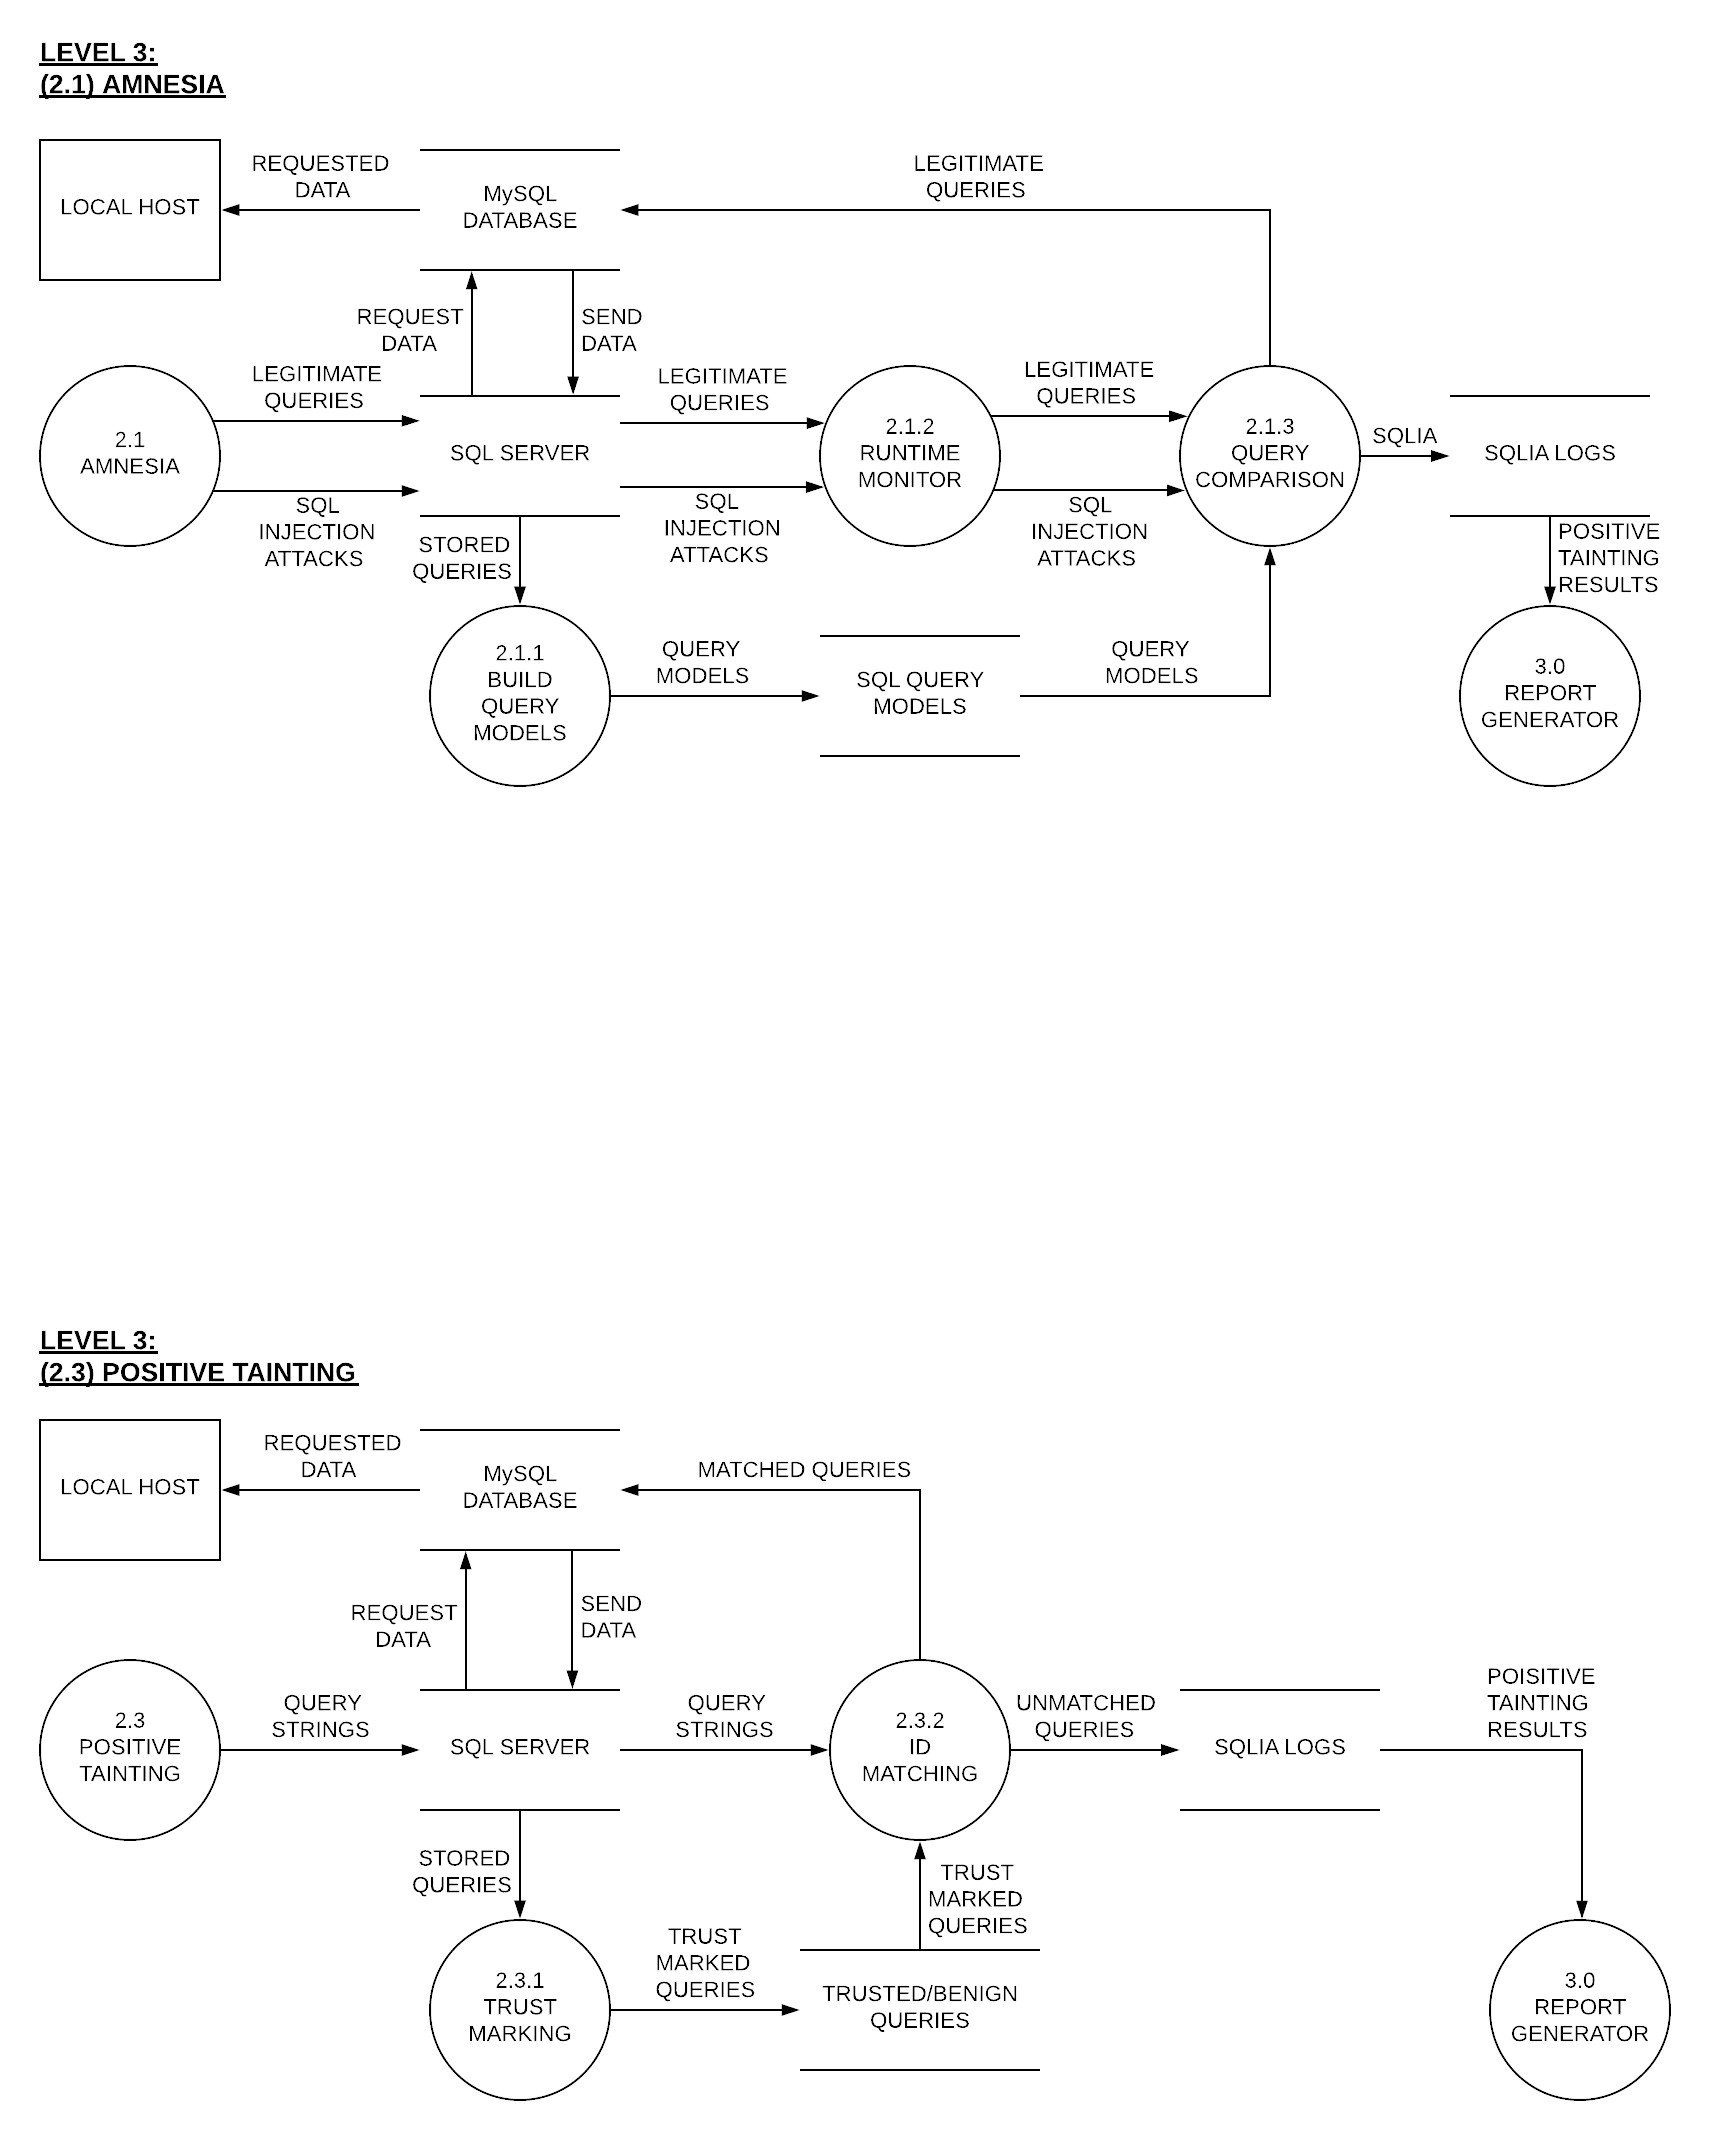 LEVEL 3:
(2.1) AMNESIA
LOCAL HOST
REQUESTED
DATA
MySQL
DATABASE
LEGITIMATE
QUERIES
REQUEST
DATA
SEND
DATA
2.1
AMNESIA
LEGITIMATE
QUERIES
SQL
INJECTION
ATTACKS
SQL SERVER
LEGITIMATE
QUERIES
SQL
INJECTION
ATTACKS
2.1.2
RUNTIME
MONITOR
LEGITIMATE
QUERIES
SQL
INJECTION
ATTACKS
2.1.3
QUERY
COMPARISON
SQLIA
SQLIA LOGS
STORED
QUERIES
POSITIVE
TAINTING
RESULTS
2.1.1
BUILD
QUERY
MODELS
QUERY
MODELS
SQL QUERY
MODELS
QUERY
MODELS
3.0
REPORT
GENERATOR
LEVEL 3:
(2.3) POSITIVE TAINTING
LOCAL HOST
REQUESTED
DATA
MySQL
DATABASE
MATCHED QUERIES
REQUEST
DATA
SEND
DATA
2.3
POSITIVE
TAINTING
QUERY
STRINGS
SQL SERVER
QUERY
STRINGS
2.3.2
ID
MATCHING
UNMATCHED
QUERIES
SQLIA LOGS
POISITIVE
TAINTING
RESULTS
STORED
QUERIES
TRUST
MARKED
QUERIES
2.3.1
TRUST
MARKING
TRUST
MARKED
QUERIES
TRUSTED/BENIGN
QUERIES
3.0
REPORT
GENERATOR